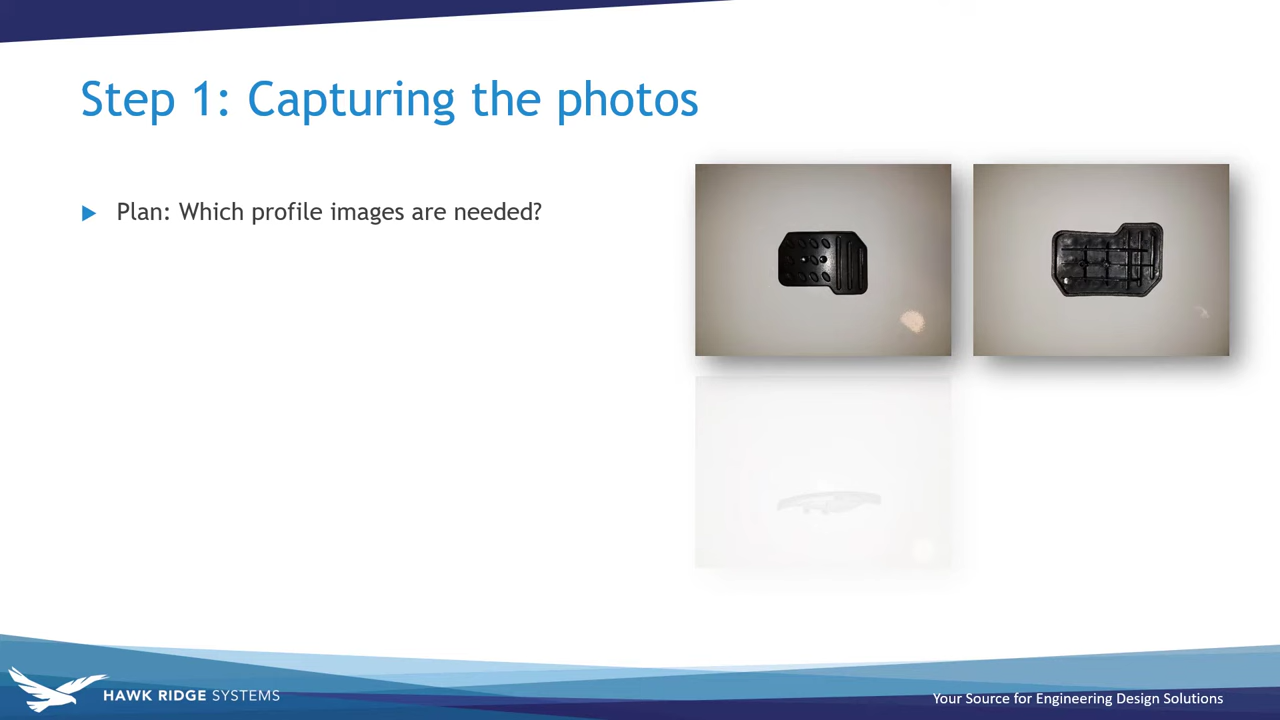 Step 1: Capturing the photos
Plan: Which profile images are needed?
HAWK RIDGE SYSTEMS
Your Source for Engineering Design Solutions